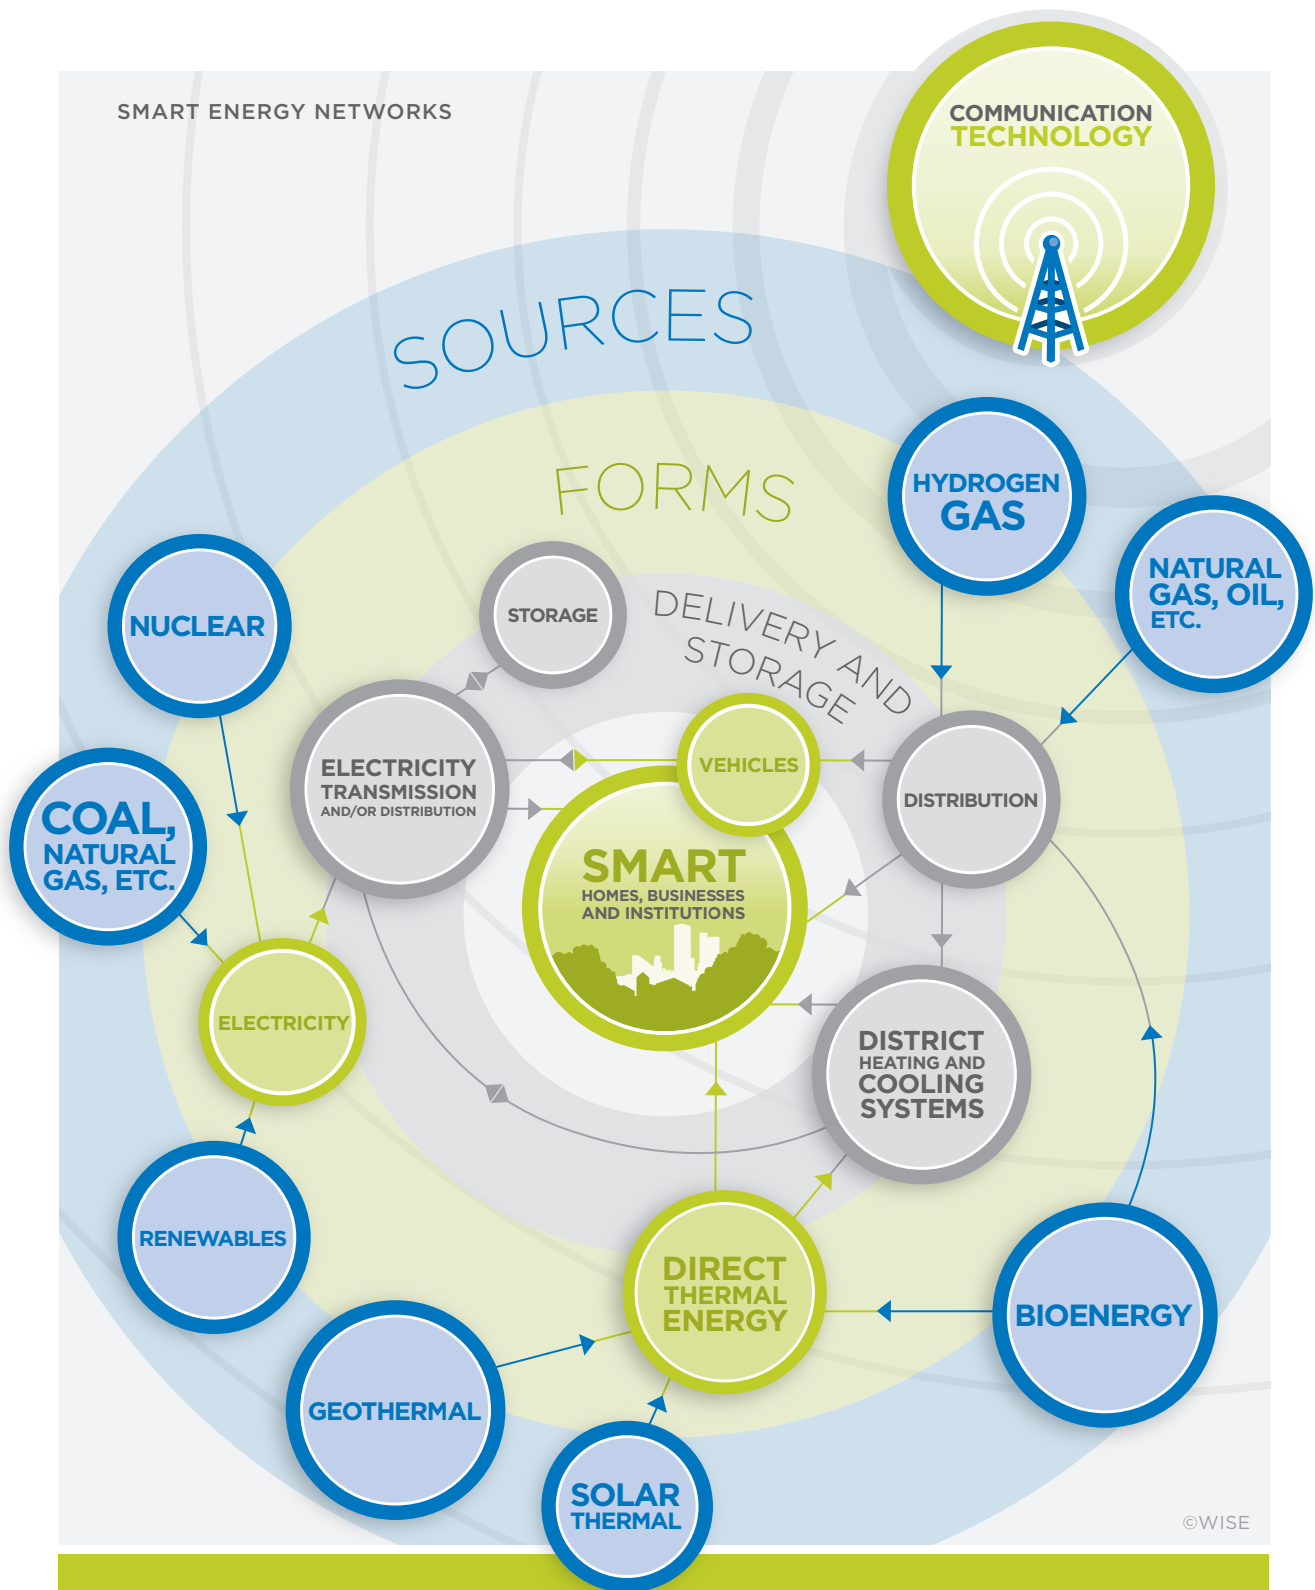 SMART ENERGY NETWORKS
COMMUNICATION
TECHNOLOGY
SOURCES
FORMS
HYDROGEN
GAS
NATURAL
GAS, OIL,
ETC.
NUCLEAR
STORAGE
DELIVERY AND
STORAGE
ELECTRICITY
TRANSMISSION
AND/OR DISTRIBUTION
VEHICLES
DISTRIBUTION
COAL,
NATURAL
GAS, ETC.
SMART
HOMES, BUSINESSES
AND INSTITUTIONS
ELECTRICITY
DISTRICT
HEATING AND
COOLING
SYSTEMS
RENEWABLES
DIRECT
THERMAL
ENERGY
BIOENERGY
GEOTHERMAL
SOLAR
THERMAL
©WISE